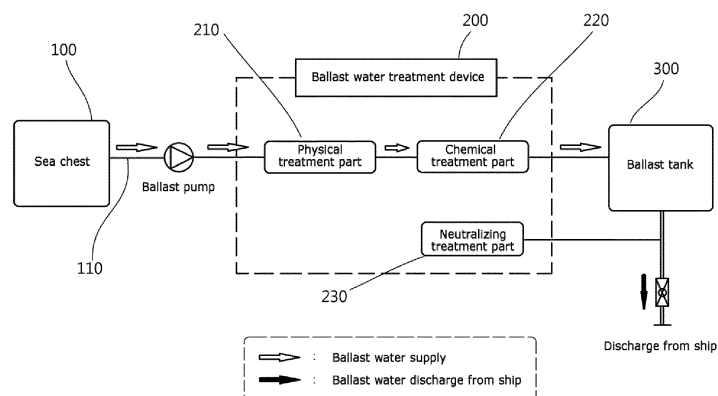 100
210
200
220
300
Ballast water treatment device
Sea chest
Physical
treatment part
Chemical
treatment part
Ballast tank
Ballast pump
110
Neutralizing
treatment part
230
Discharge from ship
: Ballast water supply
: Ballast water discharge from ship